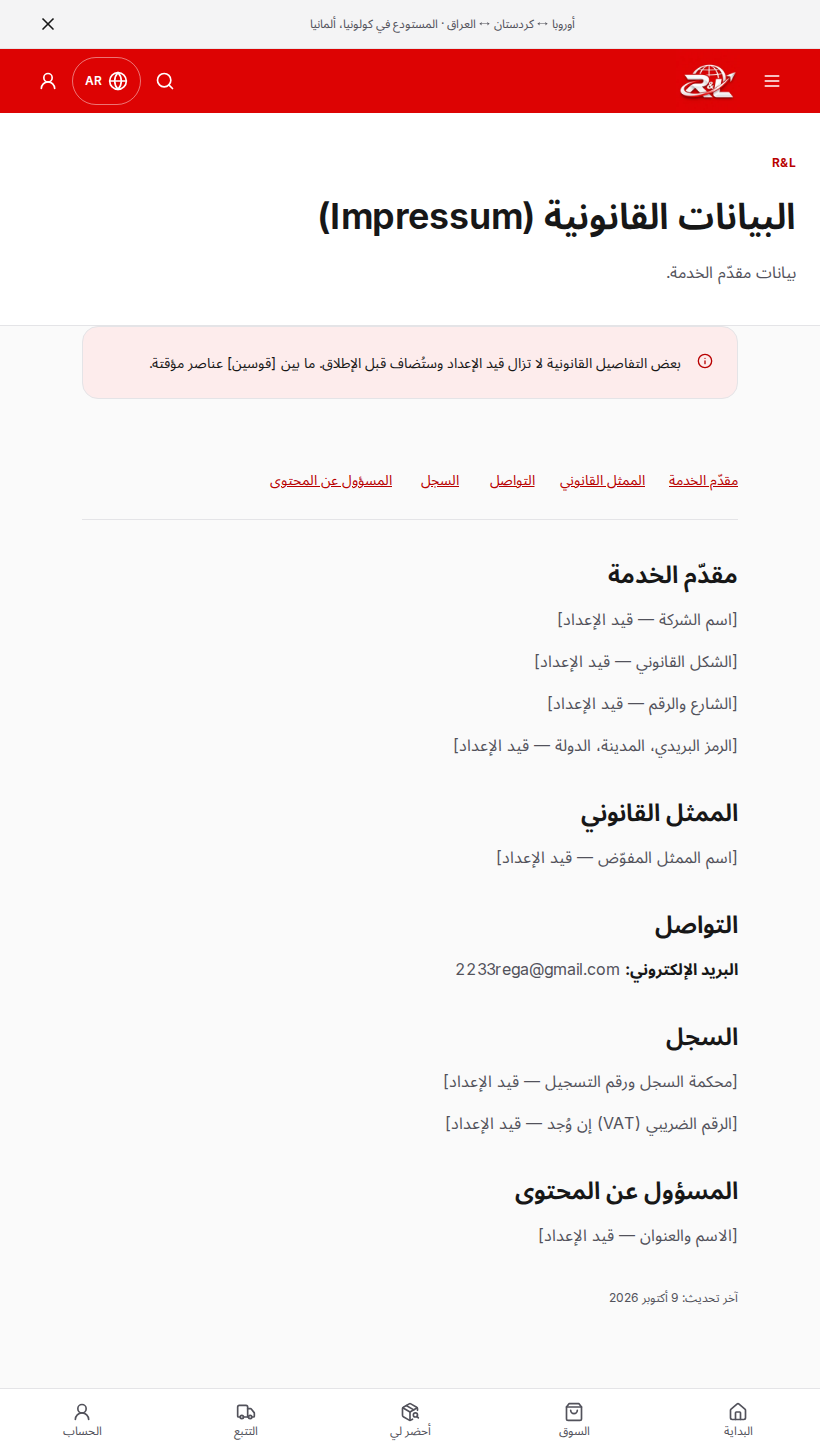 أوروبا ↔ كردستان ↔ العراق · المستودع في كولونيا، ألمانيا
R&L
AR
R&L
البيانات القانونية (Impressum)
بيانات مقدّم الخدمة.
بعض التفاصيل القانونية لا تزال قيد الإعداد وستُضاف قبل الإطلاق. ما بين [قوسين] عناصر مؤقتة.
مقدّم الخدمة الممثل القانوني التواصل السجل المسؤول عن المحتوى
مقدّم الخدمة
[اسم الشركة — قيد الإعداد]
[الشكل القانوني — قيد الإعداد]
[الشارع والرقم — قيد الإعداد]
[الرمز البريدي، المدينة، الدولة — قيد الإعداد]
الممثل القانوني
[اسم الممثل المفوّض — قيد الإعداد]
التواصل
البريد الإلكتروني: 2233rega@gmail.com
السجل
[محكمة السجل ورقم التسجيل — قيد الإعداد]
[الرقم الضريبي (VAT) إن وُجد — قيد الإعداد]
المسؤول عن المحتوى
[الاسم والعنوان — قيد الإعداد]
آخر تحديث: 9 أكتوبر 2026
البداية السوق أحضر لي التتبع الحساب